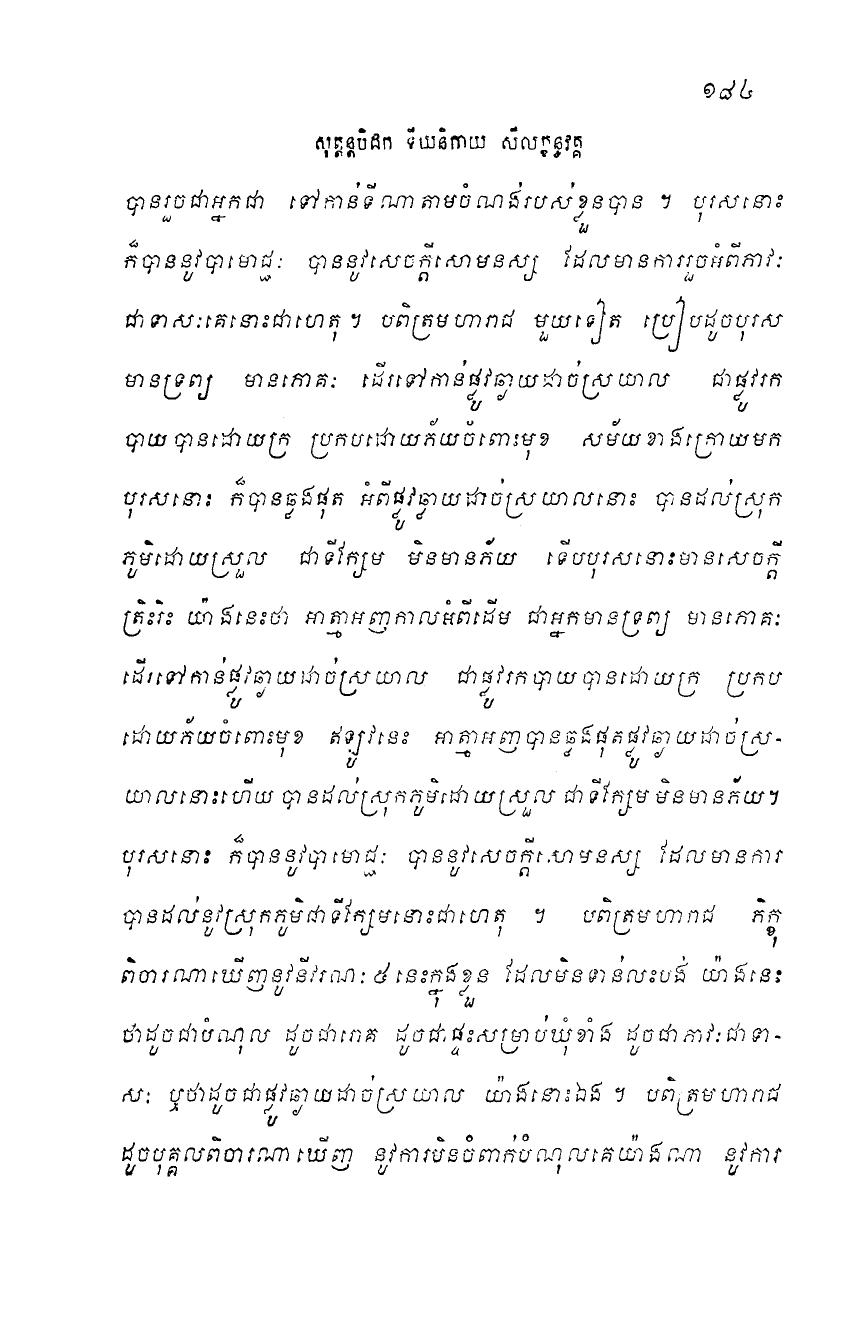 ១៨៤
សុត្តន្តបិដក ទីឃនិកាយ សីលក្ខន្ធវគ្គ
បានរួចជាអ្នកជា ទៅកាន់ទីណាតាមចំណង់របស់ខ្លួនបាន ។ បុរសនោះ
ក៏បាននូវបាមោជ្ជៈ បាននូវសេចក្តីសោមនស្ស ដែលមានការរួចអំពីភាវៈ
ជាទាសៈគេនោះជាហេតុ ។ បពិត្រមហារាជ មួយទៀត ប្រៀបដូចបុរស
មានទ្រព្យ មានភោគៈ ដើរទៅកាន់ផ្លូវឆ្ងាយដាច់ស្រយាល ជាផ្លូវរក
បាយបានដោយក្រ ប្រកបដោយភ័យចំពោះមុខ សម័យខាងក្រោយមក
បុរសនោះ ក៏បានឆ្លងផុត អំពីផ្លូវឆ្ងាយដាច់ស្រយាលនោះ បានដល់ស្រុក
ភូមិដោយស្រួល ជាទីក្សែម មិនមានភ័យ ទើបបុរសនោះមានសេចក្តី
ត្រិះរិះ យ៉ាងនេះថា អាត្មាអញកាលអំពីដើម ជាអ្នកមានទ្រព្យ មានភោគៈ
ដើរទៅកាន់ផ្លូវឆ្ងាយដាច់ស្រយាល ជាផ្លូវរកបាយបានដោយក្រ ប្រកប
ដោយភ័យចំពោះមុខ ឥឡូវនេះ អាត្មាអញបានឆ្លងផុតផ្លូវឆ្ងាយដាច់ស្រ-
យាលនោះហើយ បានដល់ស្រុកភូមិដោយស្រួល ជាទីក្សែម មិនមានភ័យ។
បុរសនោះ ក៏បាននូវបាមោជ្ជៈ បាននូវសេចក្តីសោមនស្ស ដែលមានការ
បានដល់នូវស្រុកភូមិជាទីក្សែមនោះជាហេតុ ។ បពិត្រមហារាជ ភិក្ខុ
ពិចារណាឃើញនូវនីវរណៈ ៥ នេះក្នុងខ្លួន ដែលមិនទាន់លះបង់ យ៉ាងនេះ
ថាដូចជាបំណុល ដូចជារោគ ដូចជាផ្ទះសម្រាប់ឃុំខាំង ដូចជាភាវៈជាទា-
សៈ ឬថាដូចជាផ្លូវឆ្ងាយដាច់ស្រយាល យ៉ាងនោះឯង ។ បពិត្រមហារាជ
ដូចបុគ្គលពិចារណាឃើញ នូវការមិនចំពាក់បំណុលគេយ៉ាងណា នូវការ